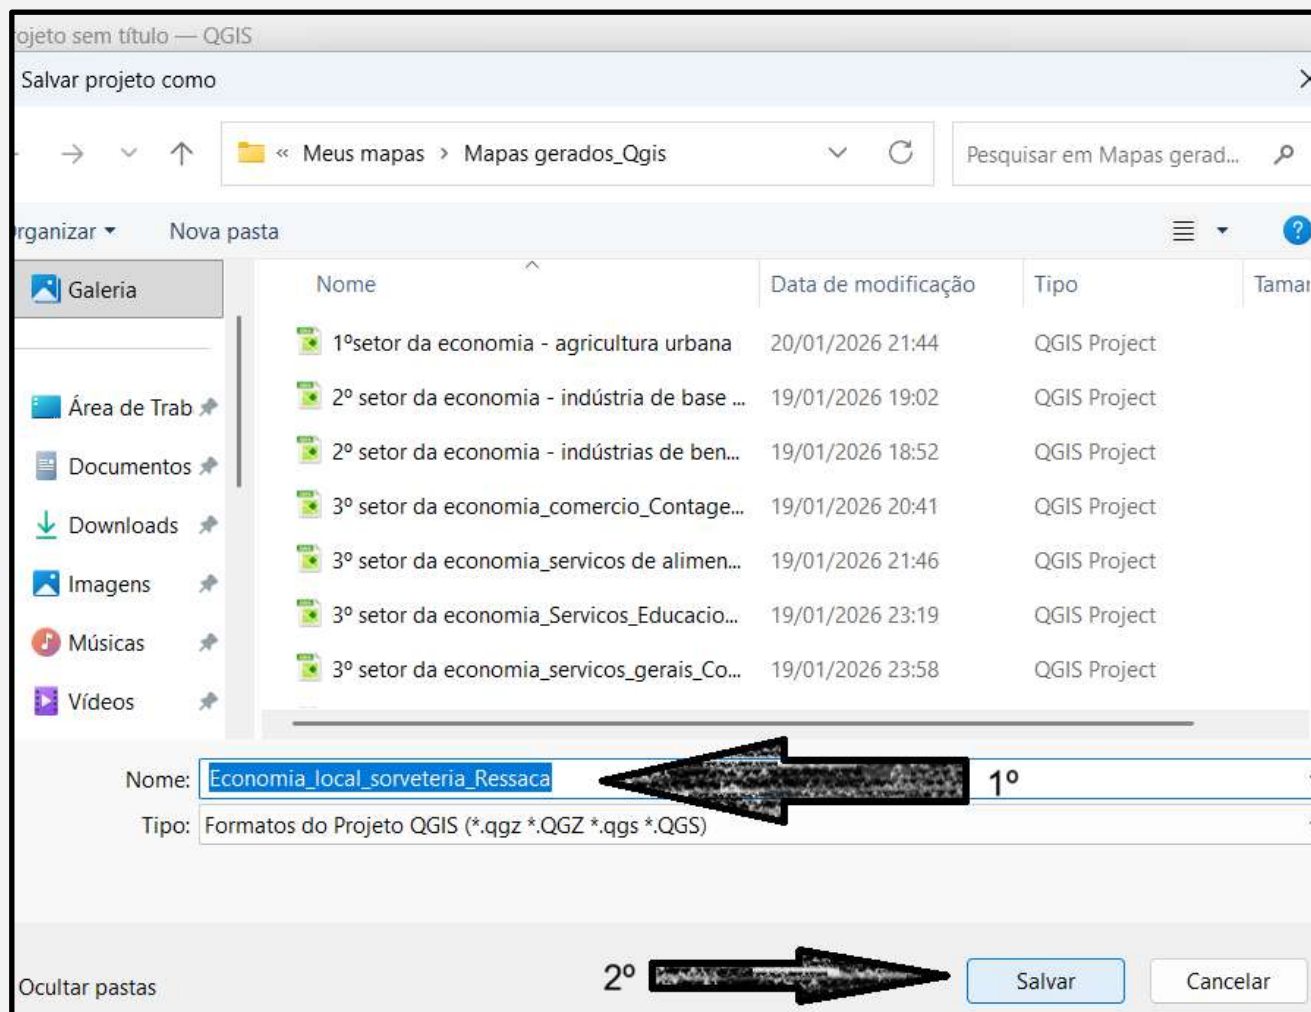 ojeto sem título — QGIS
Salvar projeto como
« Meus mapas > Mapas gerados_Qgis
Pesquisar em Mapas gerad...
rganizar
Nova pasta
Galeria
Nome
Data de modificação
Tipo
Tamar
1ºsetor da economia - agricultura urbana 20/01/2026 21:44 QGIS Project
Área de Trab
2º setor da economia - indústria de base ... 19/01/2026 19:02 QGIS Project
Documentos
2º setor da economia - indústrias de ben... 19/01/2026 18:52 QGIS Project
Downloads
3º setor da economia_comercio_Contage... 19/01/2026 20:41 QGIS Project
3º setor da economia_servicos de alimen... 19/01/2026 21:46 QGIS Project
Imagens
3º setor da economia_Servicos_Educacio... 19/01/2026 23:19 QGIS Project
Músicas
3º setor da economia_servicos_gerais_Co... 19/01/2026 23:58 QGIS Project
Vídeos
Nome: Economia_local_sorveteria_Ressaca 1º
Tipo: Formatos do Projeto QGIS (*.qgz *.QGZ *.qgs *.QGS)
Ocultar pastas
2º
Salvar
Cancelar